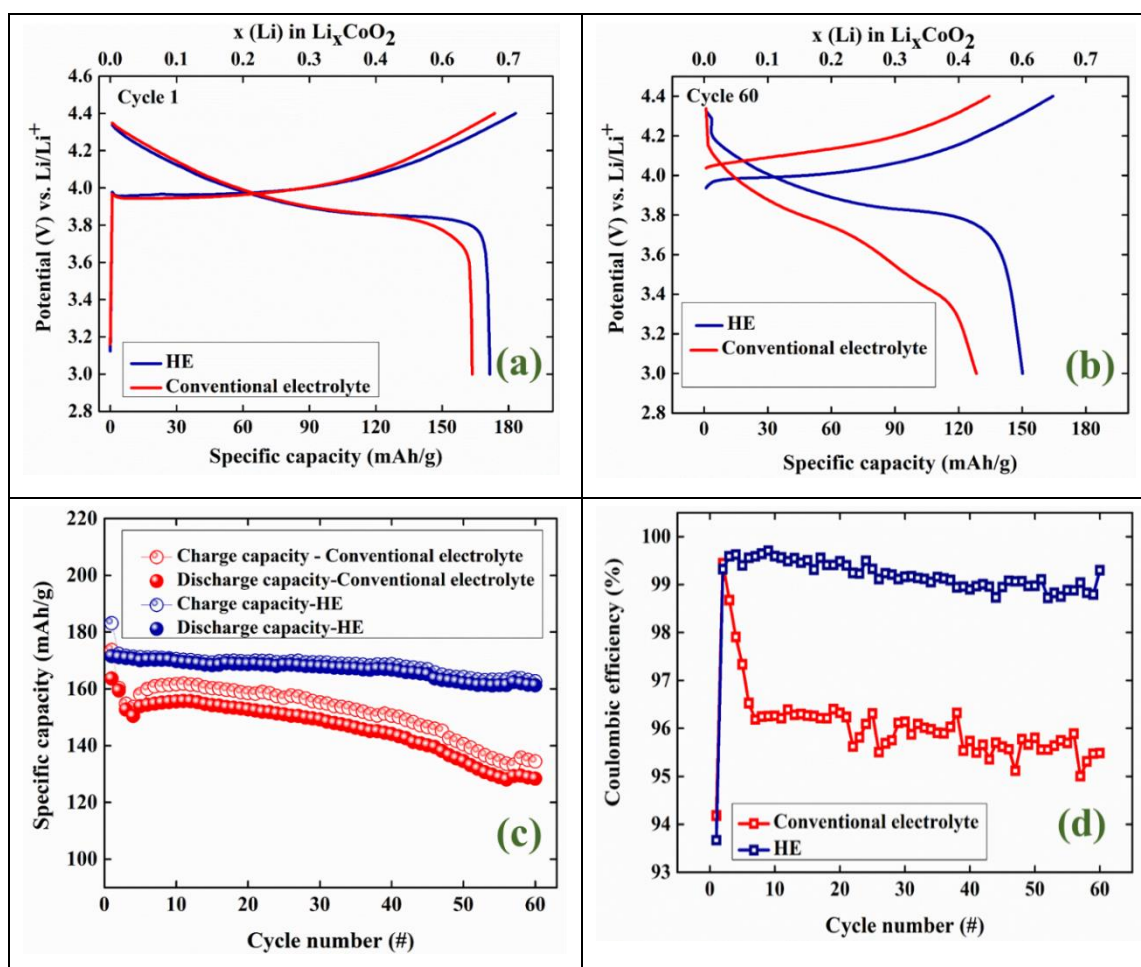 x (Li) in LiₓCoO₂
0.0 0.1 0.2 0.3 0.4 0.5 0.6 0.7
4.6
4.4
4.2
4.0
3.8
3.6
3.4
3.2
3.0
2.8
Potential (V) vs. Li/Li⁺
Cycle 1
HE
Conventional electrolyte
(a)
0 30 60 90 120 150 180
Specific capacity (mAh/g)
x (Li) in LiₓCoO₂
0.0 0.1 0.2 0.3 0.4 0.5 0.6 0.7
4.4
4.2
4.0
3.8
3.6
3.4
3.2
3.0
2.8
Potential (V) vs. Li/Li⁺
Cycle 60
HE
Conventional electrolyte
(b)
0 30 60 90 120 150 180
Specific capacity (mAh/g)
220
200
180
160
140
120
100
Specific capacity (mAh/g)
Charge capacity - Conventional electrolyte
Discharge capacity-Conventional electrolyte
Charge capacity-HE
Discharge capacity-HE
(c)
0 10 20 30 40 50 60
Cycle number (#)
100
99
98
97
96
95
94
93
Coulombic efficiency (%)
Conventional electrolyte
HE
(d)
0 10 20 30 40 50 60
Cycle number (#)